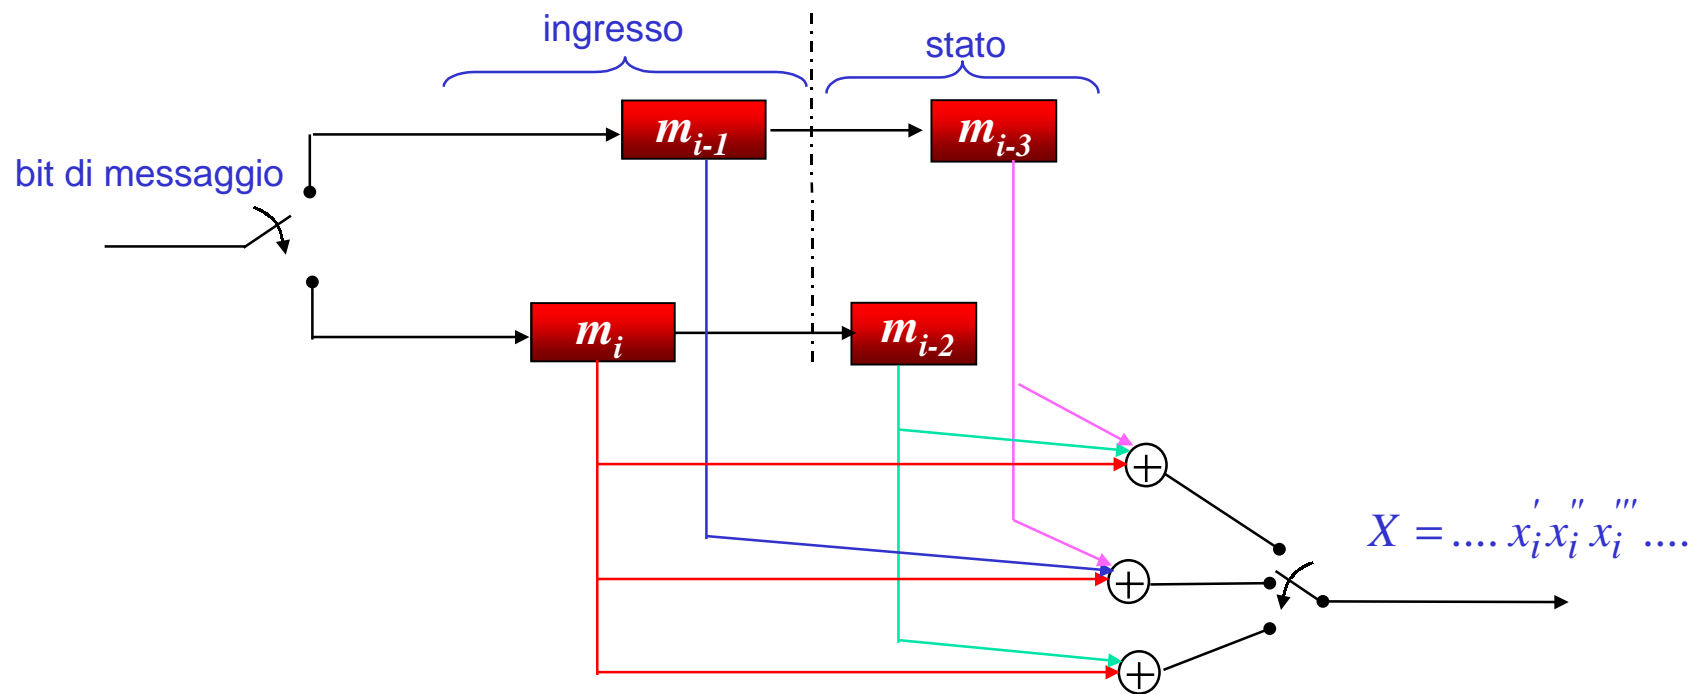 ingresso
stato
m_{i-1}
m_{i-3}
bit di messaggio
m_i
m_{i-2}
+
X = .... x_i' x_i'' x_i''' ....
+
+